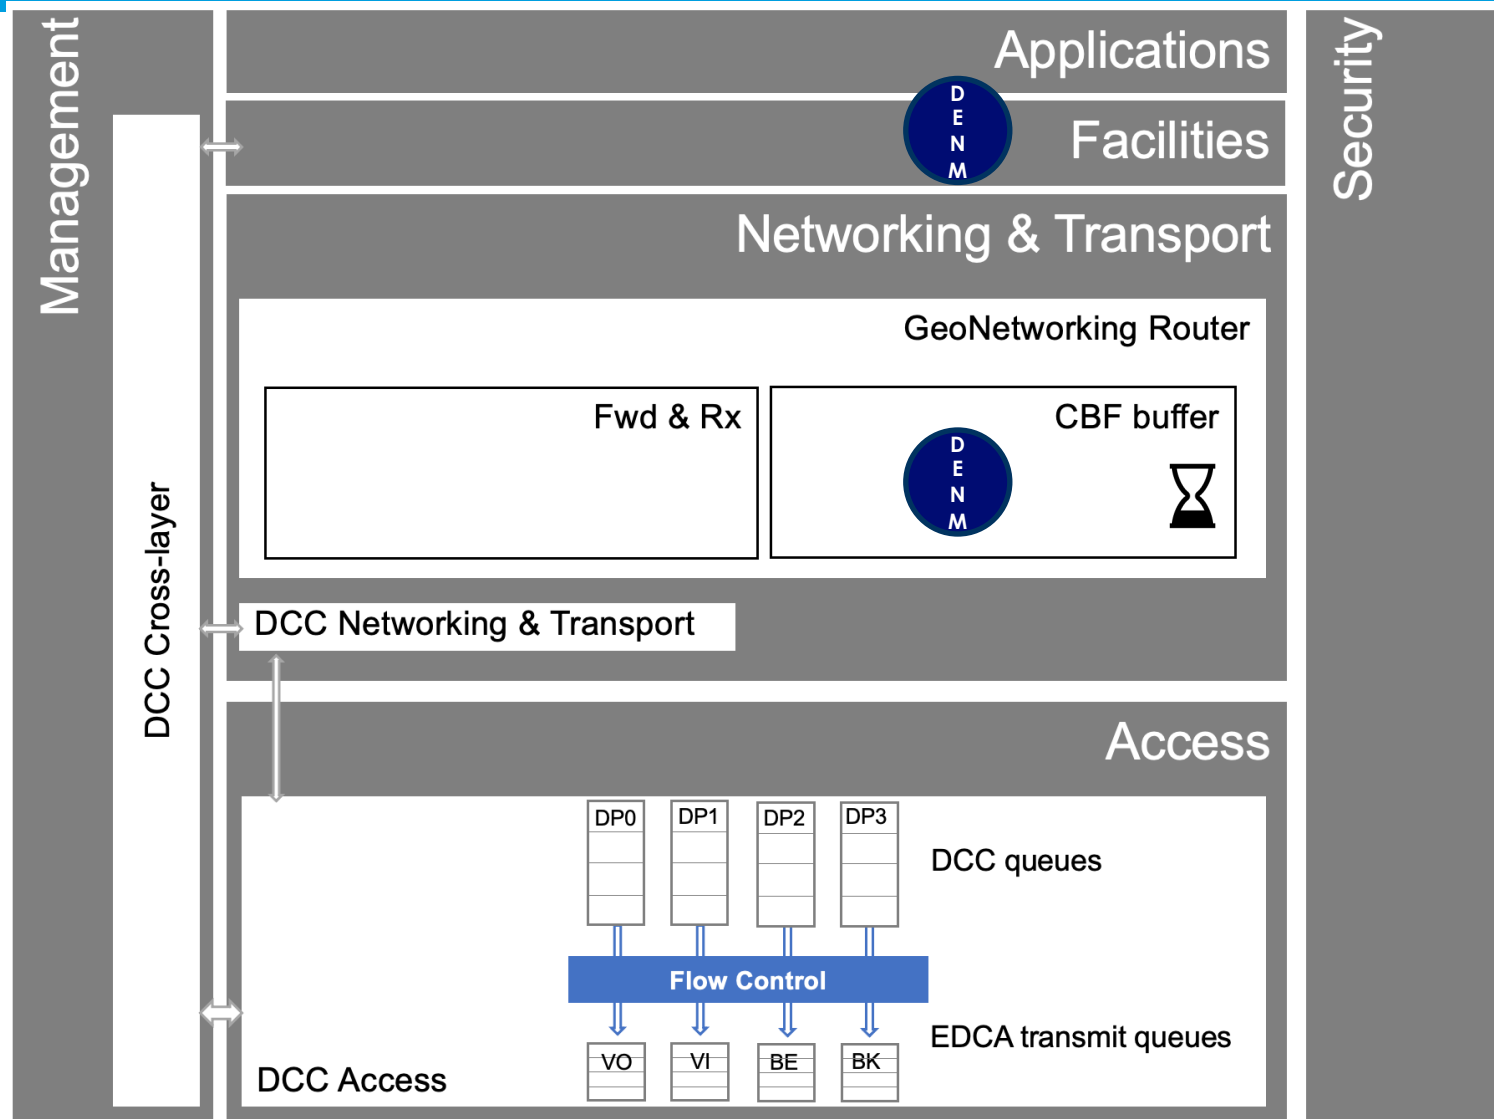 Management
Applications
Security
D
E
N
M
Facilities
Networking & Transport
GeoNetworking Router
Fwd & Rx
CBF buffer
D
E
N
M
DCC Cross-layer
DCC Networking & Transport
Access
DP0
DP1
DP2
DP3
DCC queues
Flow Control
EDCA transmit queues
VO
VI
BE
BK
DCC Access